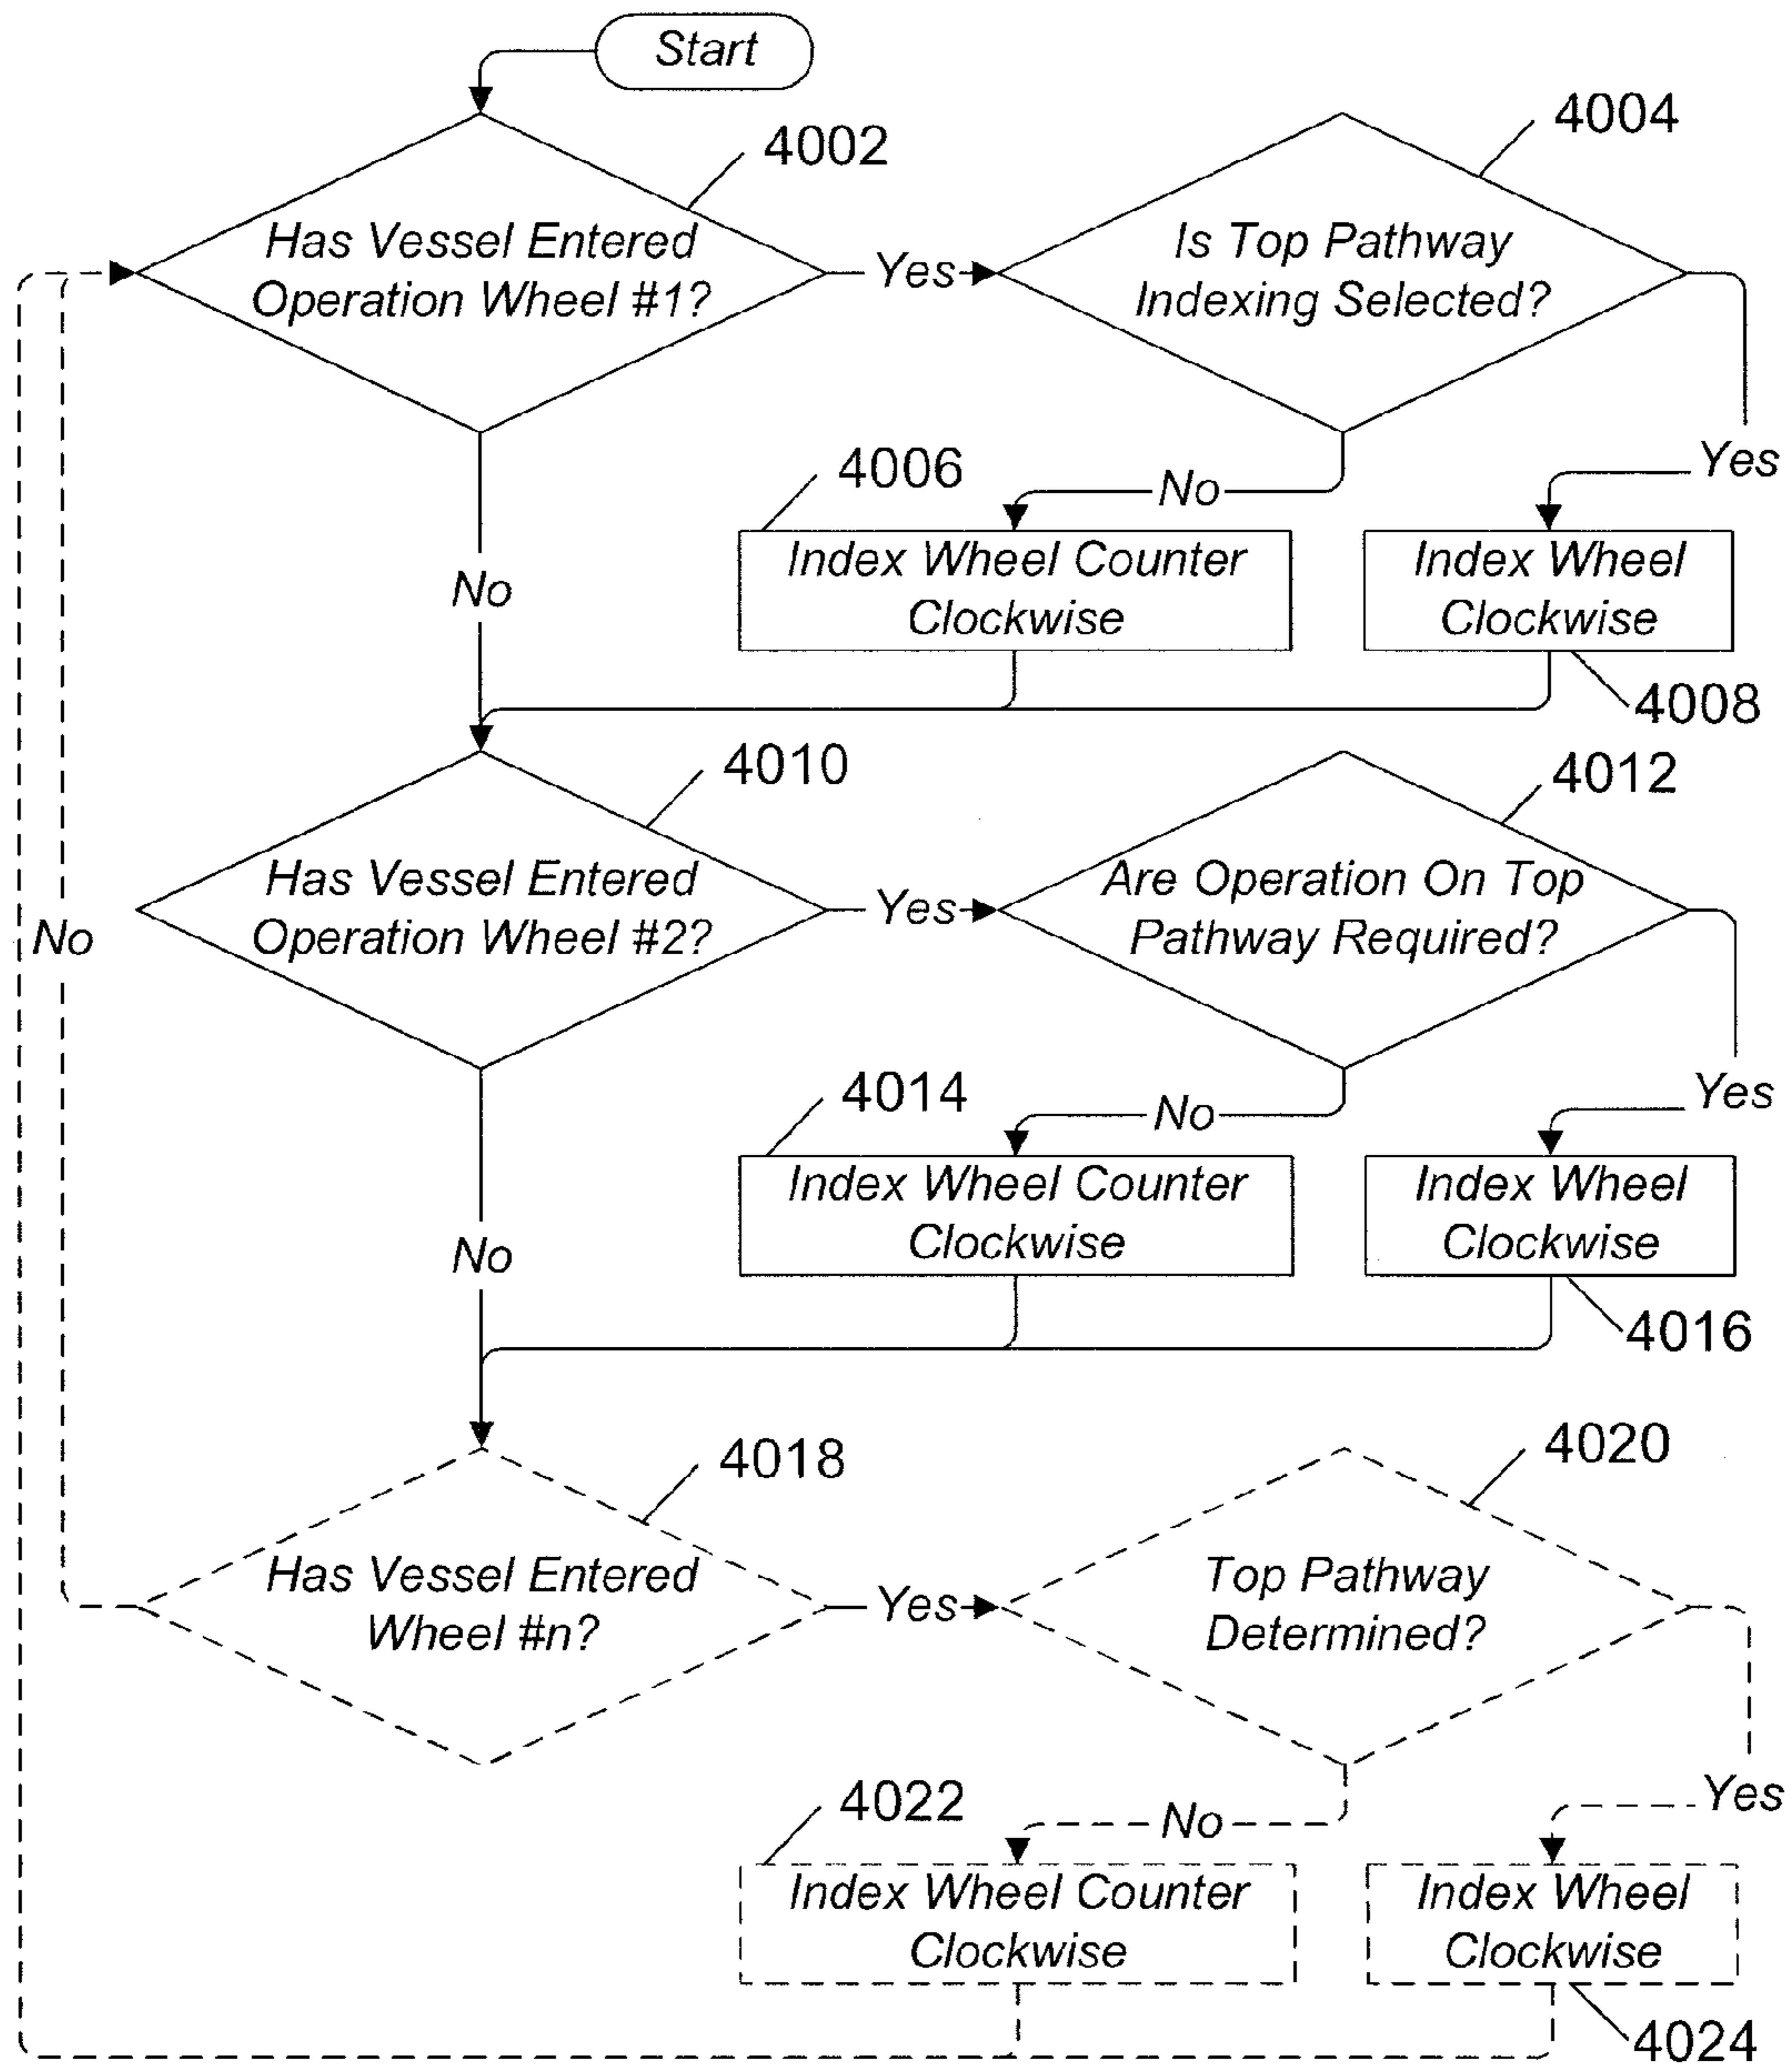 Start
4002
4004
Has Vessel Entered
Operation Wheel #1?
Yes
Is Top Pathway
Indexing Selected?
Yes
4006
No
Index Wheel Counter
Clockwise
Index Wheel
Clockwise
No
4008
4010
4012
Has Vessel Entered
Operation Wheel #2?
Yes
Are Operation On Top
Pathway Required?
No
Yes
4014
No
Index Wheel Counter
Clockwise
Index Wheel
Clockwise
No
4016
4018
4020
Has Vessel Entered
Wheel #n?
Yes
Top Pathway
Determined?
Yes
4022
No
Index Wheel Counter
Clockwise
Index Wheel
Clockwise
4024